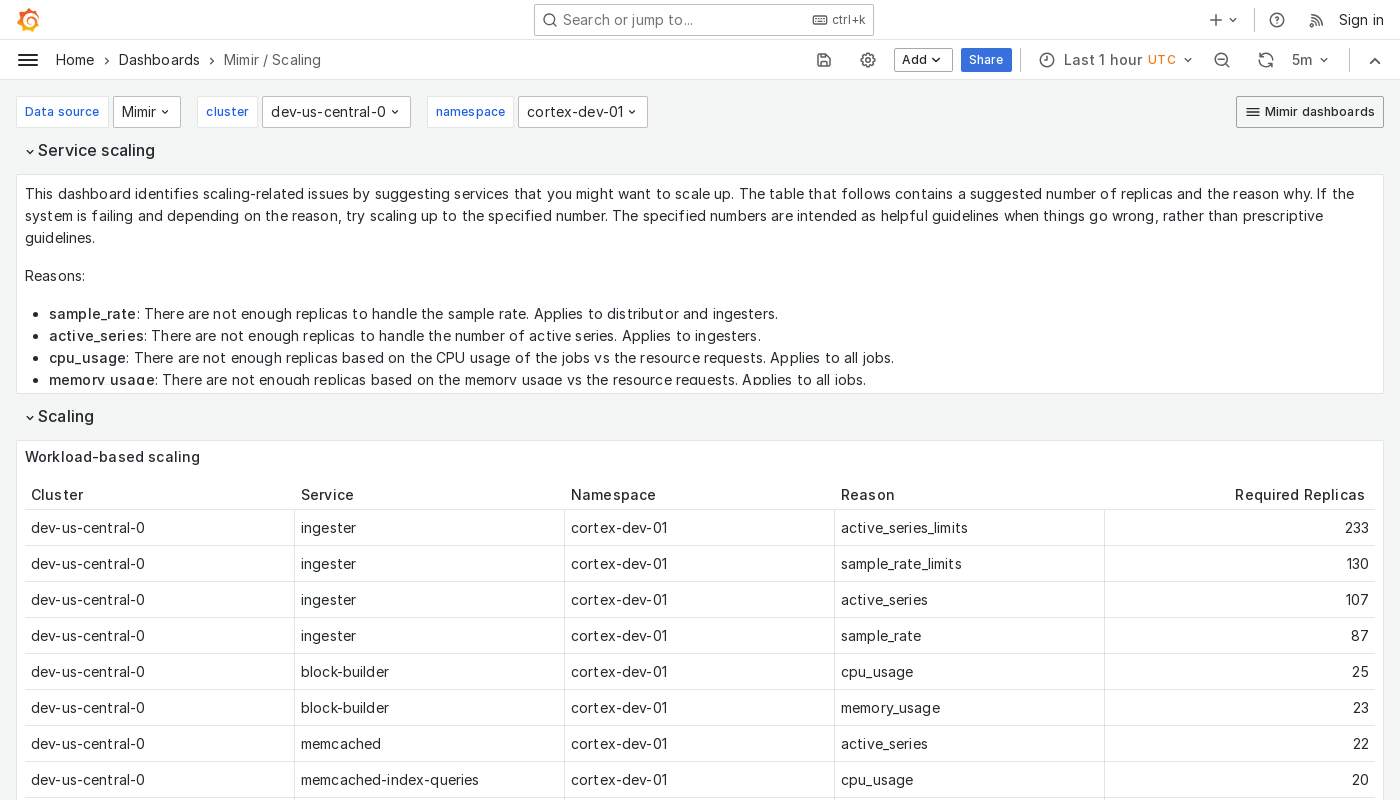 Search or jump to...
ctrl+k
Sign in
Home > Dashboards > Mimir / Scaling
Add
Share
Last 1 hour UTC
5m
Data source Mimir
cluster dev-us-central-0
namespace cortex-dev-01
Mimir dashboards
Service scaling
This dashboard identifies scaling-related issues by suggesting services that you might want to scale up. The table that follows contains a suggested number of replicas and the reason why. If the
system is failing and depending on the reason, try scaling up to the specified number. The specified numbers are intended as helpful guidelines when things go wrong, rather than prescriptive
guidelines.
Reasons:
• sample_rate: There are not enough replicas to handle the sample rate. Applies to distributor and ingesters.
• active_series: There are not enough replicas to handle the number of active series. Applies to ingesters.
• cpu_usage: There are not enough replicas based on the CPU usage of the jobs vs the resource requests. Applies to all jobs.
• memory_usage: There are not enough replicas based on the memory usage vs the resource requests. Applies to all jobs.
Scaling
Workload-based scaling
Cluster Service Namespace Reason Required Replicas
dev-us-central-0 ingester cortex-dev-01 active_series_limits 233
dev-us-central-0 ingester cortex-dev-01 sample_rate_limits 130
dev-us-central-0 ingester cortex-dev-01 active_series 107
dev-us-central-0 ingester cortex-dev-01 sample_rate 87
dev-us-central-0 block-builder cortex-dev-01 cpu_usage 25
dev-us-central-0 block-builder cortex-dev-01 memory_usage 23
dev-us-central-0 memcached cortex-dev-01 active_series 22
dev-us-central-0 memcached-index-queries cortex-dev-01 cpu_usage 20